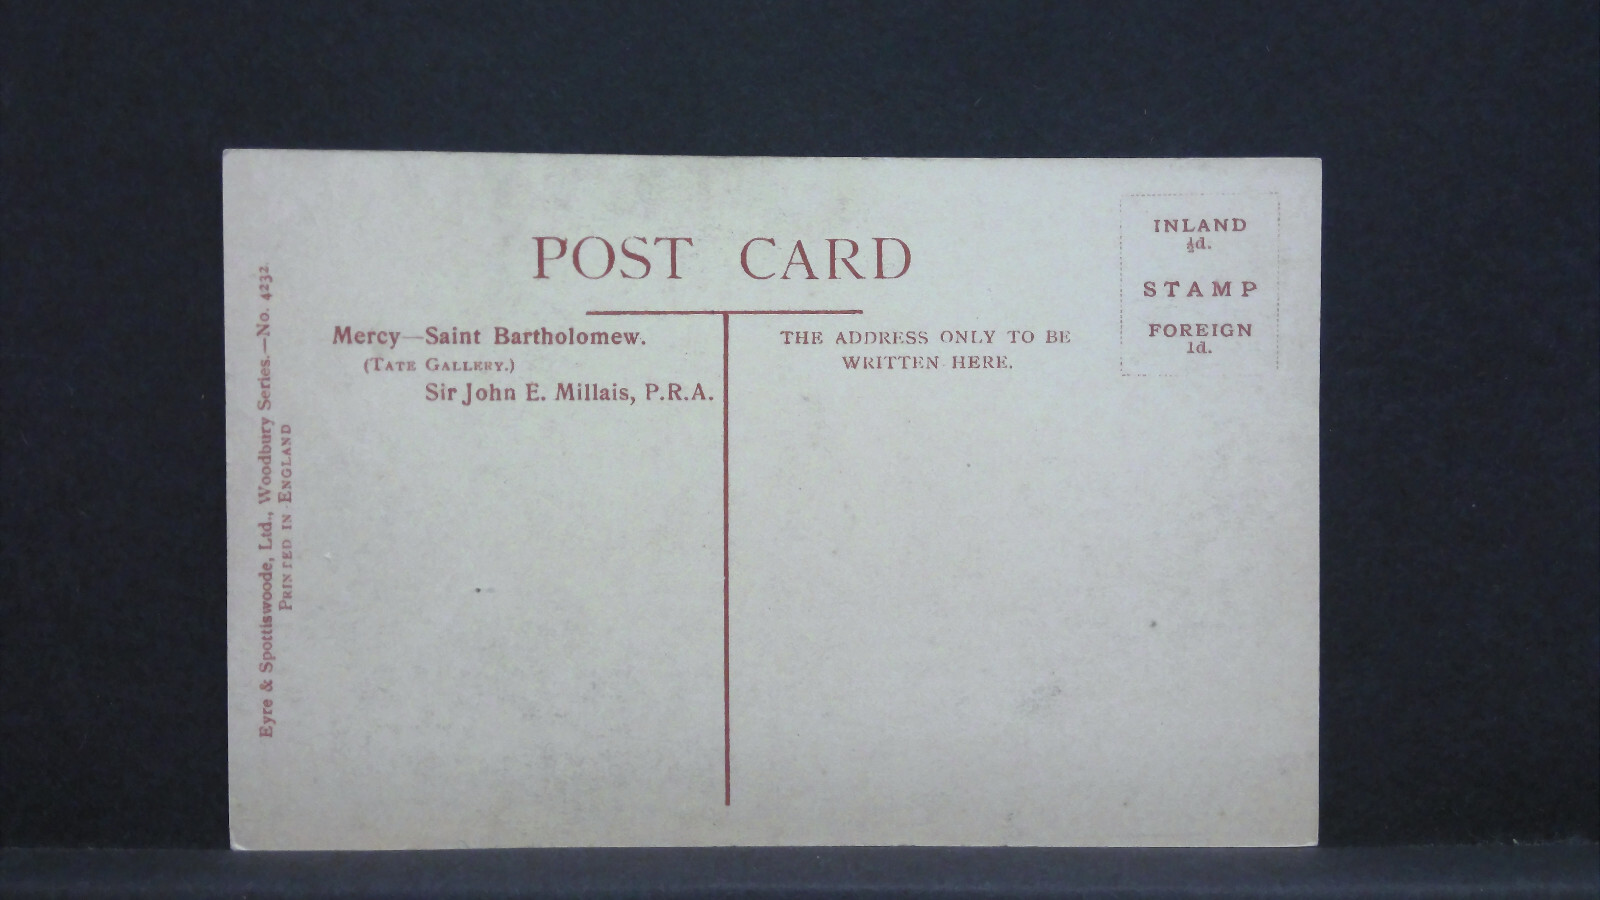 POST CARD
INLAND
½d.
STAMP
FOREIGN
1d.
Mercy—Saint Bartholomew.
(TATE GALLERY.)
Sir John E. Millais, P.R.A.
THE ADDRESS ONLY TO BE
WRITTEN HERE.
Eyre & Spottiswoode, Ltd., Woodbury Series.—No. 4232
PRINTED IN ENGLAND